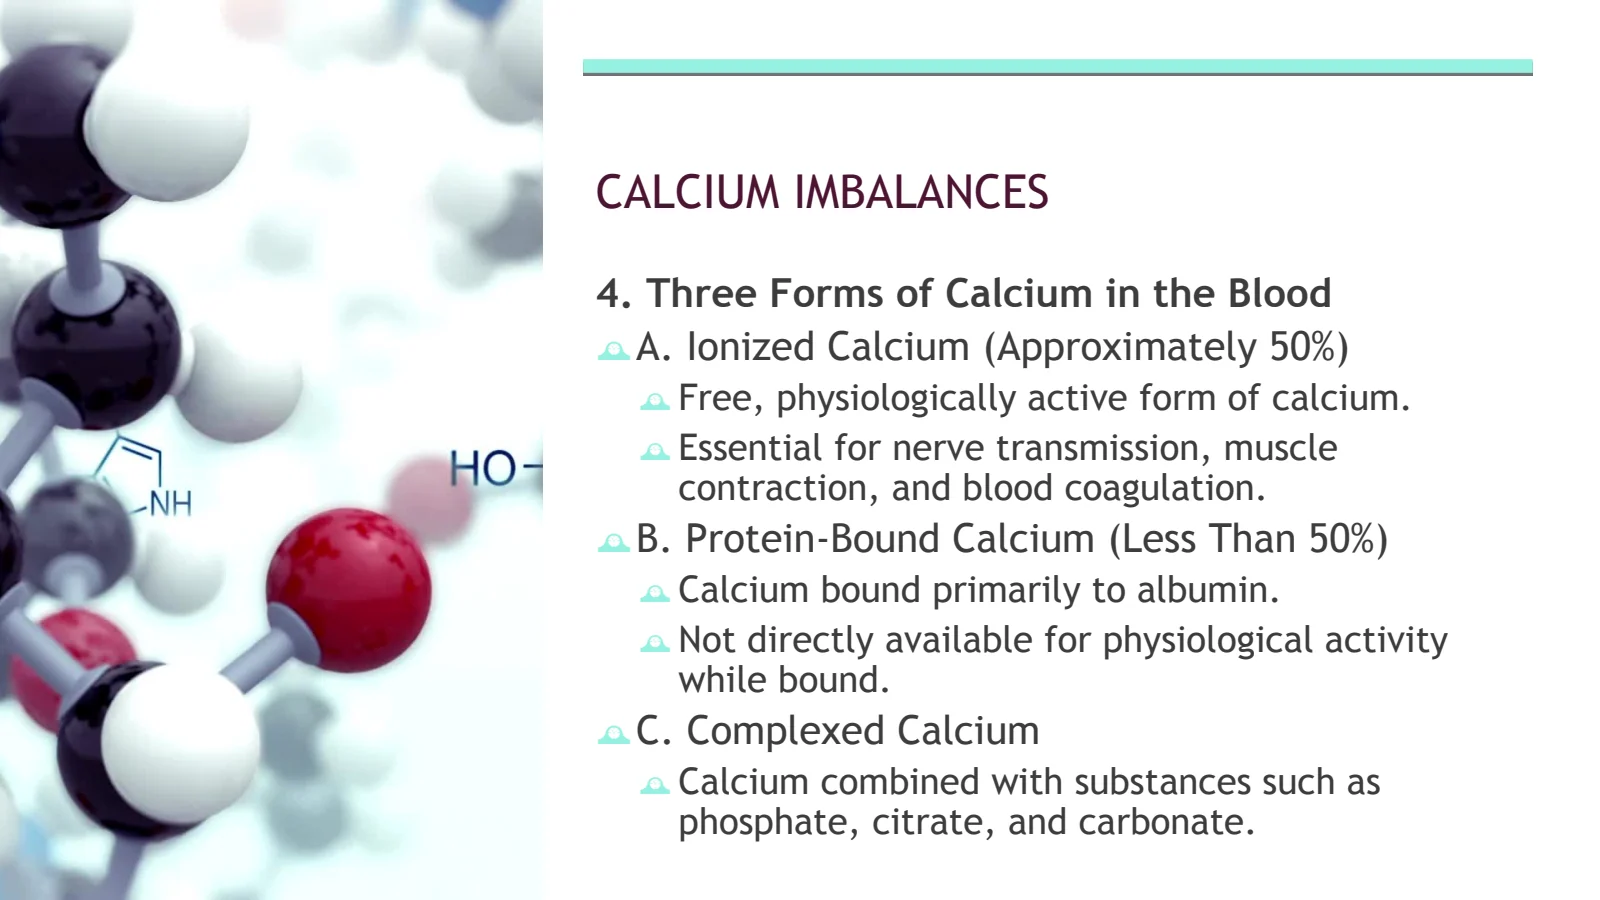 CALCIUM IMBALANCES
4. Three Forms of Calcium in the Blood
A. Ionized Calcium (Approximately 50%)
Free, physiologically active form of calcium.
Essential for nerve transmission, muscle
contraction, and blood coagulation.
B. Protein-Bound Calcium (Less Than 50%)
Calcium bound primarily to albumin.
Not directly available for physiological activity
while bound.
C. Complexed Calcium
Calcium combined with substances such as
phosphate, citrate, and carbonate.
HO
NH